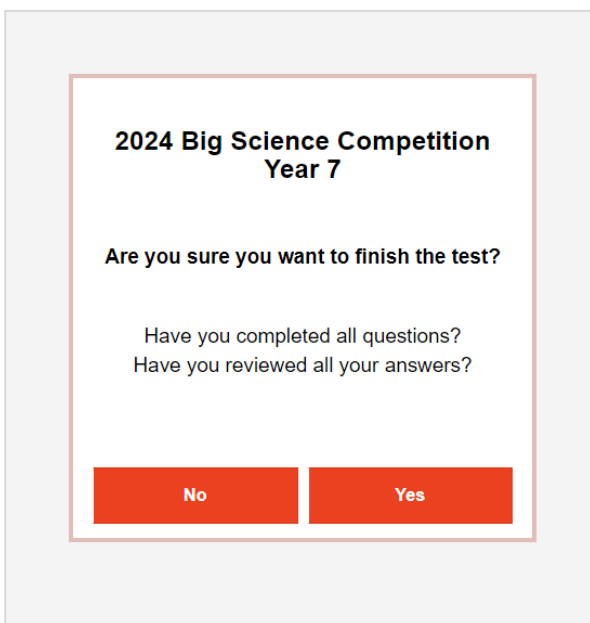 2024 Big Science Competition
Year 7
Are you sure you want to finish the test?
Have you completed all questions?
Have you reviewed all your answers?
No
Yes